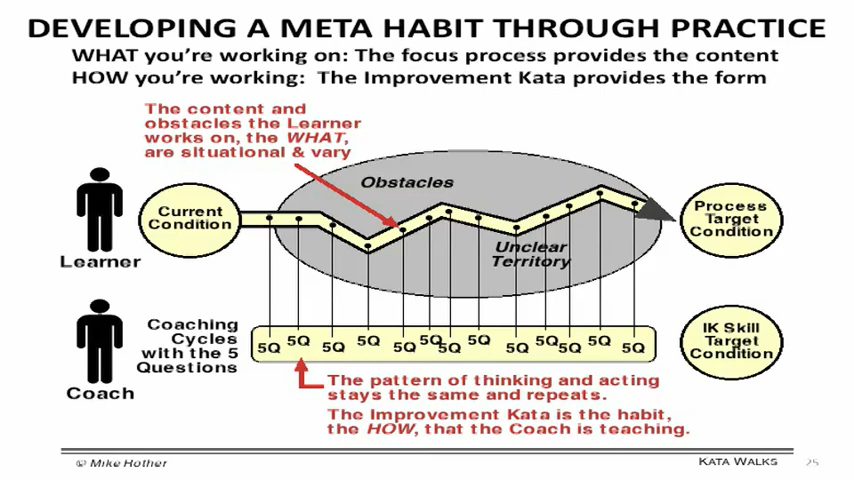 DEVELOPING A META HABIT THROUGH PRACTICE
WHAT you're working on: The focus process provides the content
HOW you're working: The Improvement Kata provides the form
The content and
obstacles the Learner
works on, the WHAT,
are situational & vary
Obstacles
Current
Condition
Process
Target
Condition
Unclear
Territory
Learner
Coaching
Cycles
with the 5
Questions
5Q 5Q 5Q 5Q 5Q 5Q 5Q 5Q 5Q 5Q 5Q 5Q 5Q
IK Skill
Target
Condition
Coach
The pattern of thinking and acting
stays the same and repeats.
The Improvement Kata is the habit,
the HOW, that the Coach is teaching.
© Mike Rother
KATA WALKS
25